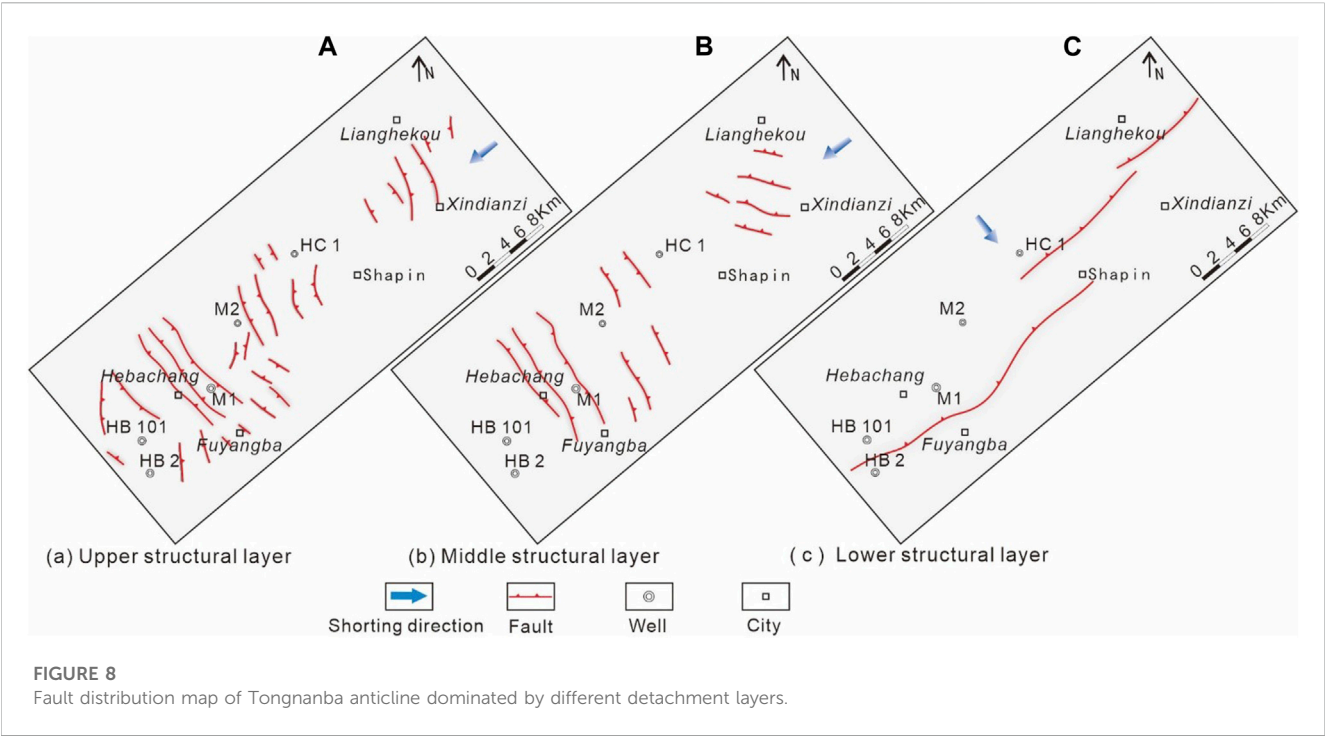 A
B
C
N
N
N
Lianghekou
Lianghekou
Lianghekou
Xindianzi
Xindianzi
Xindianzi
0 2 4 6 8Km
0 2 4 6 8Km
0 2 4 6 8Km
HC 1
HC 1
HC 1
Shapin
Shapin
Shapin
M2
M2
M2
Hebachang
Hebachang
Hebachang
M1
M1
M1
HB 101
HB 101
HB 101
Fuyangba
Fuyangba
Fuyangba
HB 2
HB 2
HB 2
(a) Upper structural layer
(b) Middle structural layer
( c ) Lower structural layer
Shorting direction
Fault
Well
City
FIGURE 8
Fault distribution map of Tongnanba anticline dominated by different detachment layers.